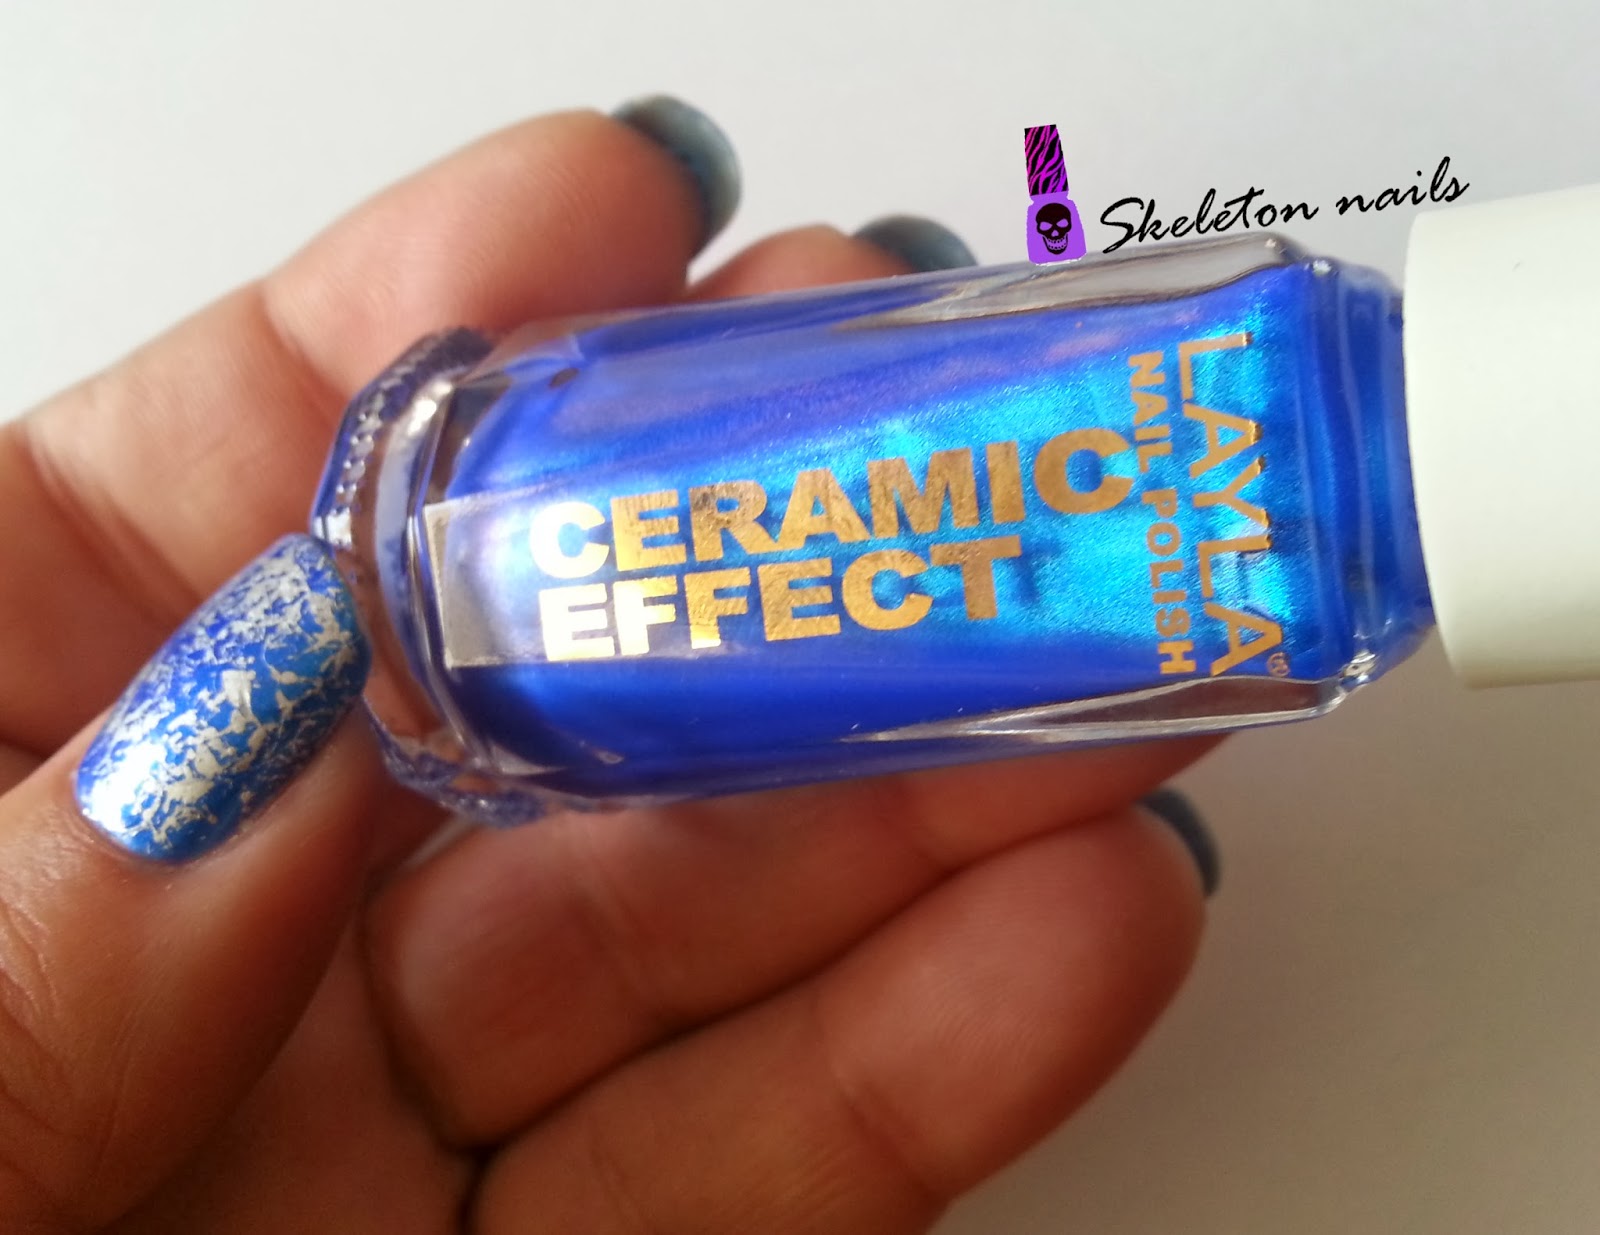 Skeleton nails
LAYLA®
NAIL POLISH
CERAMIC
EFFECT